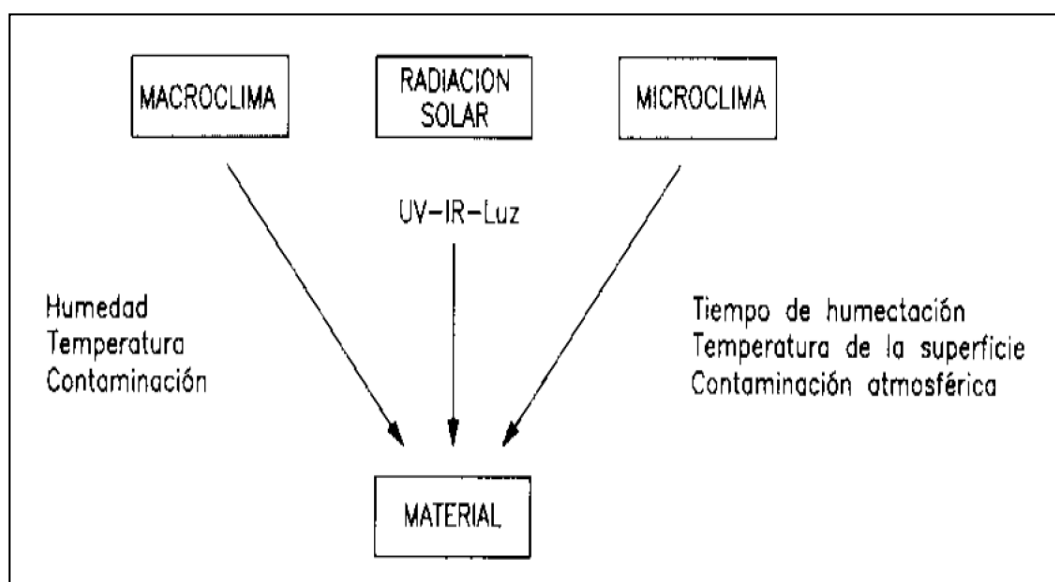 MACROCLIMA
RADIACION
SOLAR
MICROCLIMA
UV-IR-Luz
Humedad
Temperatura
Contaminación
Tiempo de humectación
Temperatura de la superficie
Contaminación atmosférica
MATERIAL